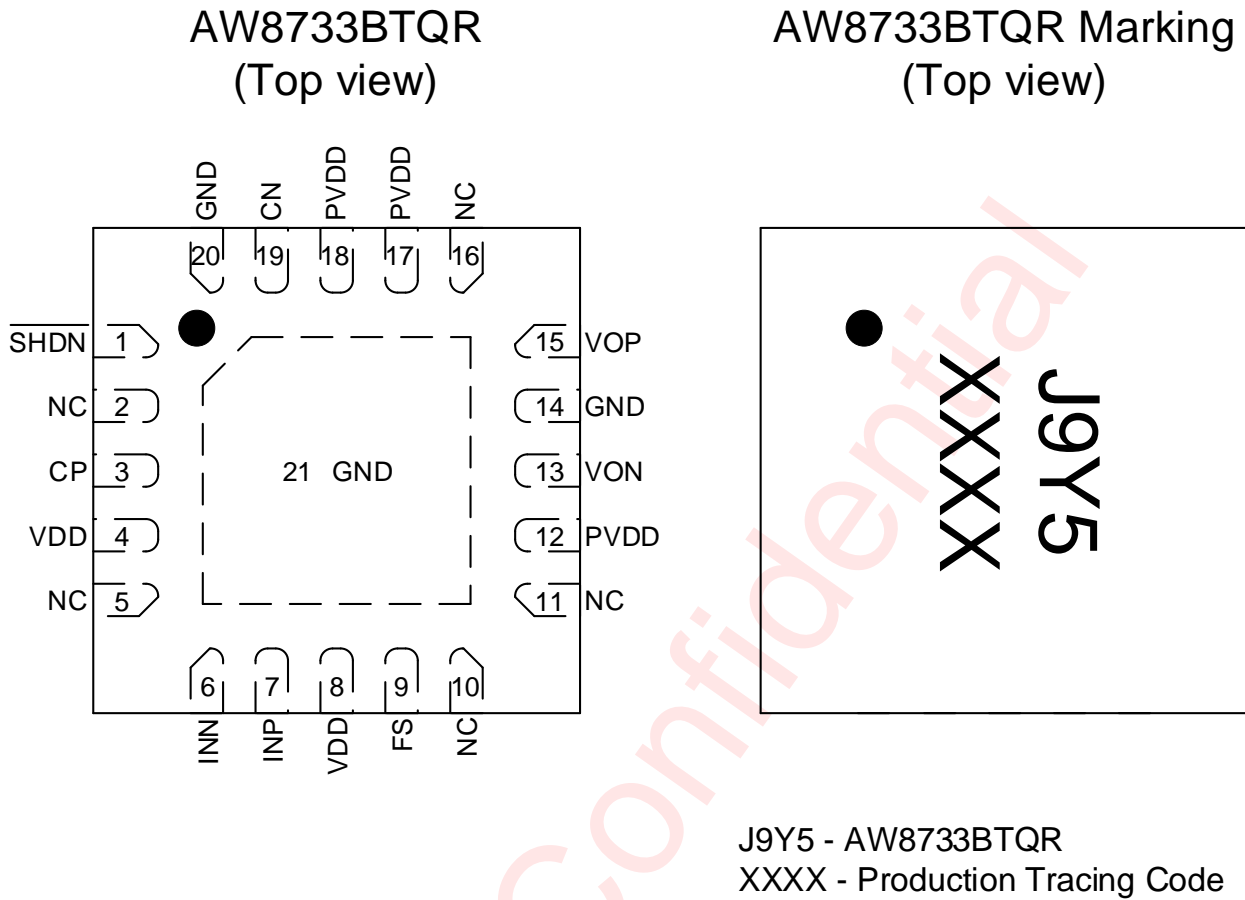 AW8733BTQR
(Top view)
AW8733BTQR Marking
(Top view)
GND
CN
PVDD
PVDD
NC
20
19
18
17
16
SHDN 1
NC 2
CP 3
VDD 4
NC 5
15 VOP
14 GND
13 VON
12 PVDD
11 NC
21 GND
6
7
8
9
10
INN
INP
VDD
FS
NC
J9Y5
XXXX
J9Y5 - AW8733BTQR
XXXX - Production Tracing Code
Confidential